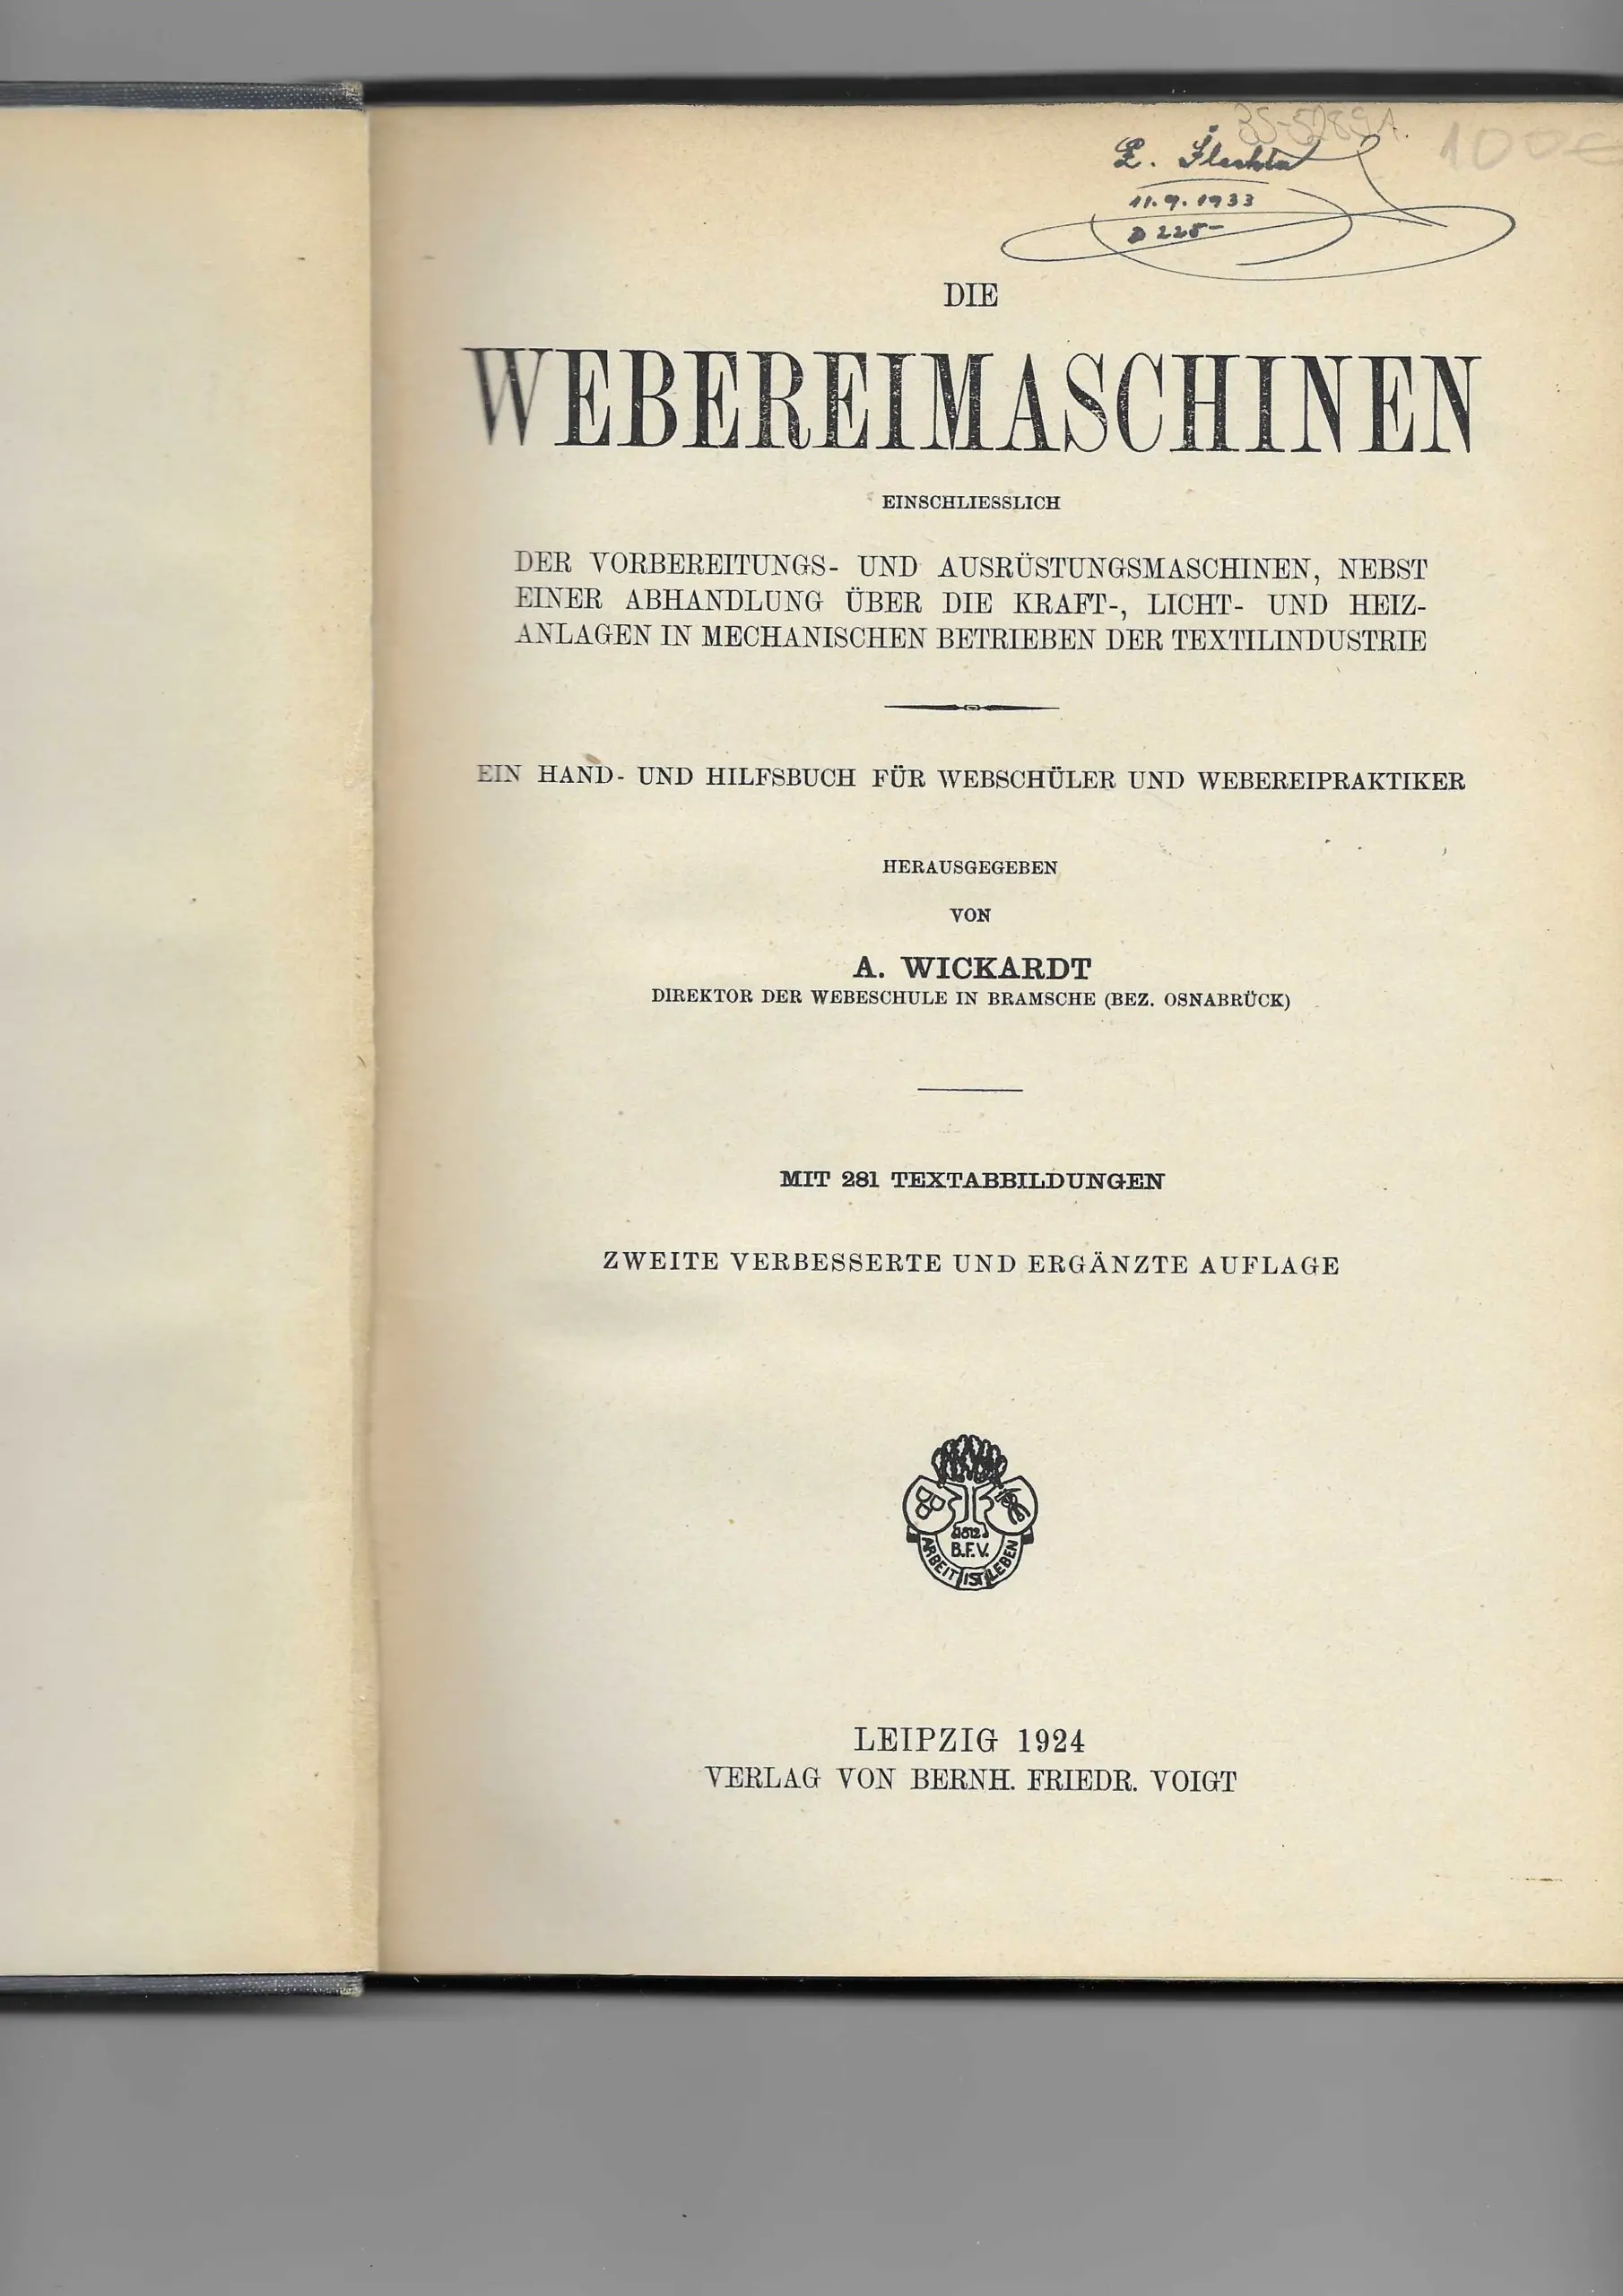 100€
11.9.1933
DIE
WEBEREIMASCHINEN
EINSCHLIESSLICH
DER VORBEREITUNGS- UND AUSRÜSTUNGSMASCHINEN, NEBST
EINER ABHANDLUNG ÜBER DIE KRAFT-, LICHT- UND HEIZ-
ANLAGEN IN MECHANISCHEN BETRIEBEN DER TEXTILINDUSTRIE
EIN HAND- UND HILFSBUCH FÜR WEBSCHÜLER UND WEBEREIPRAKTIKER
HERAUSGEGEBEN
VON
A. WICKARDT
DIREKTOR DER WEBESCHULE IN BRAMSCHE (BEZ. OSNABRÜCK)
MIT 281 TEXTABBILDUNGEN
ZWEITE VERBESSERTE UND ERGÄNZTE AUFLAGE
1812
B.F.V.
ARBEIT IST LEBEN
LEIPZIG 1924
VERLAG VON BERNH. FRIEDR. VOIGT